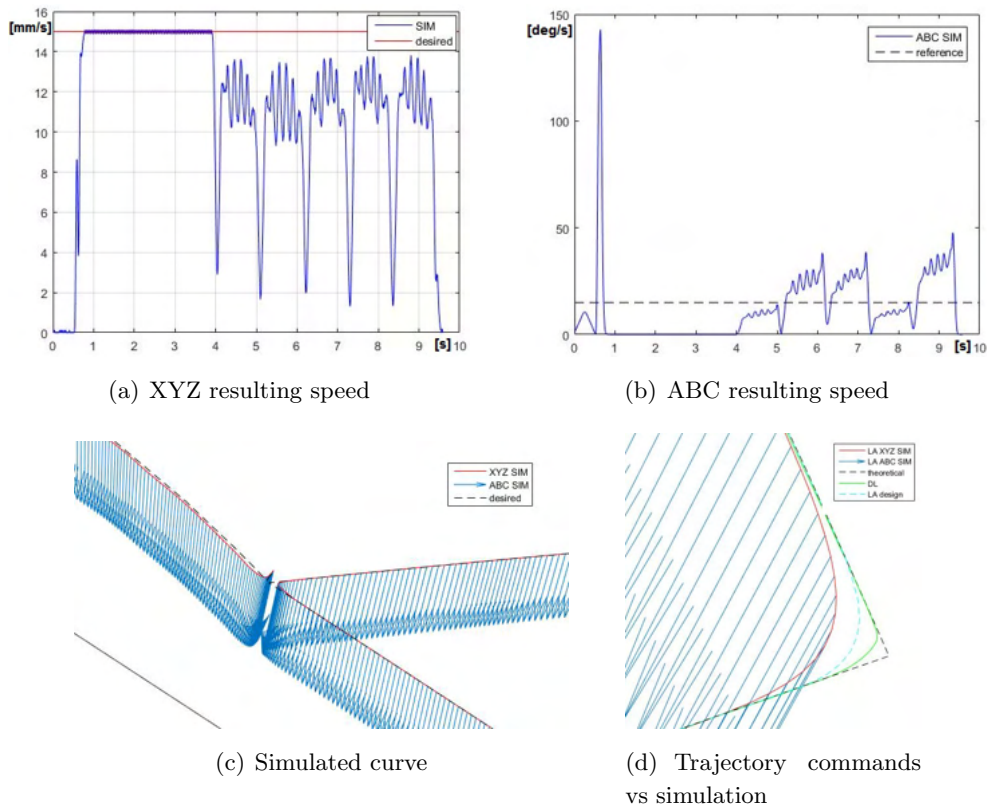 [mm/s]
16
14
12
10
8
6
4
2
0
0 1 2 3 4 5 6 7 8 9 [s] 10
SIM
desired
(a) XYZ resulting speed
[deg/s]
150
100
50
0
0 1 2 3 4 5 6 7 8 9 [s] 10
ABC SIM
reference
(b) ABC resulting speed
XYZ SIM
ABC SIM
desired
(c) Simulated curve
LA XYZ SIM
LA ABC SIM
theoretical
DL
LA design
(d) Trajectory commands
vs simulation